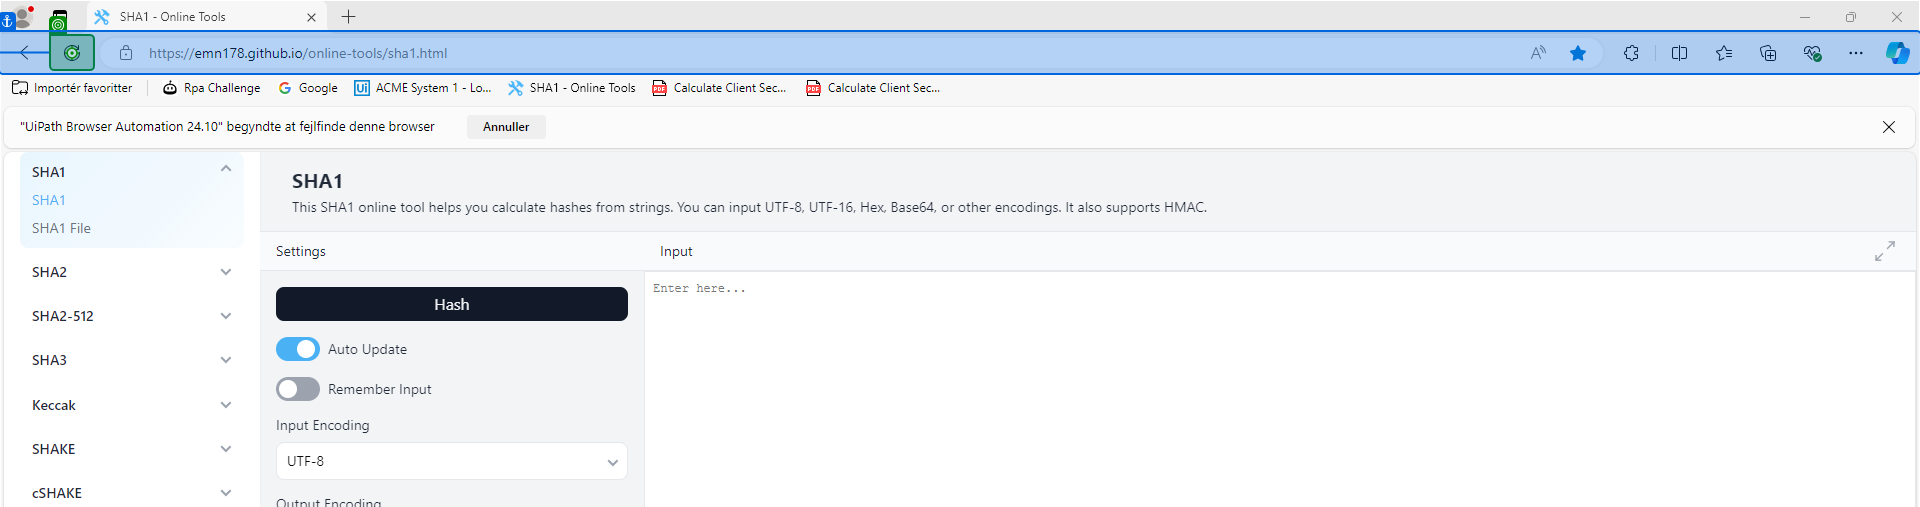 SHA1 - Online Tools
https://emn178.github.io/online-tools/sha1.html
Importér favoritter Rpa Challenge Google ACME System 1 - Lo... SHA1 - Online Tools Calculate Client Sec... Calculate Client Sec...
"UiPath Browser Automation 24.10" begyndte at fejlfinde denne browser Annuller
SHA1
SHA1
SHA1 File
SHA2
SHA2-512
SHA3
Keccak
SHAKE
cSHAKE
SHA1
This SHA1 online tool helps you calculate hashes from strings. You can input UTF-8, UTF-16, Hex, Base64, or other encodings. It also supports HMAC.
Settings
Hash
Auto Update
Remember Input
Input Encoding
UTF-8
Output Encoding
Input
Enter here...